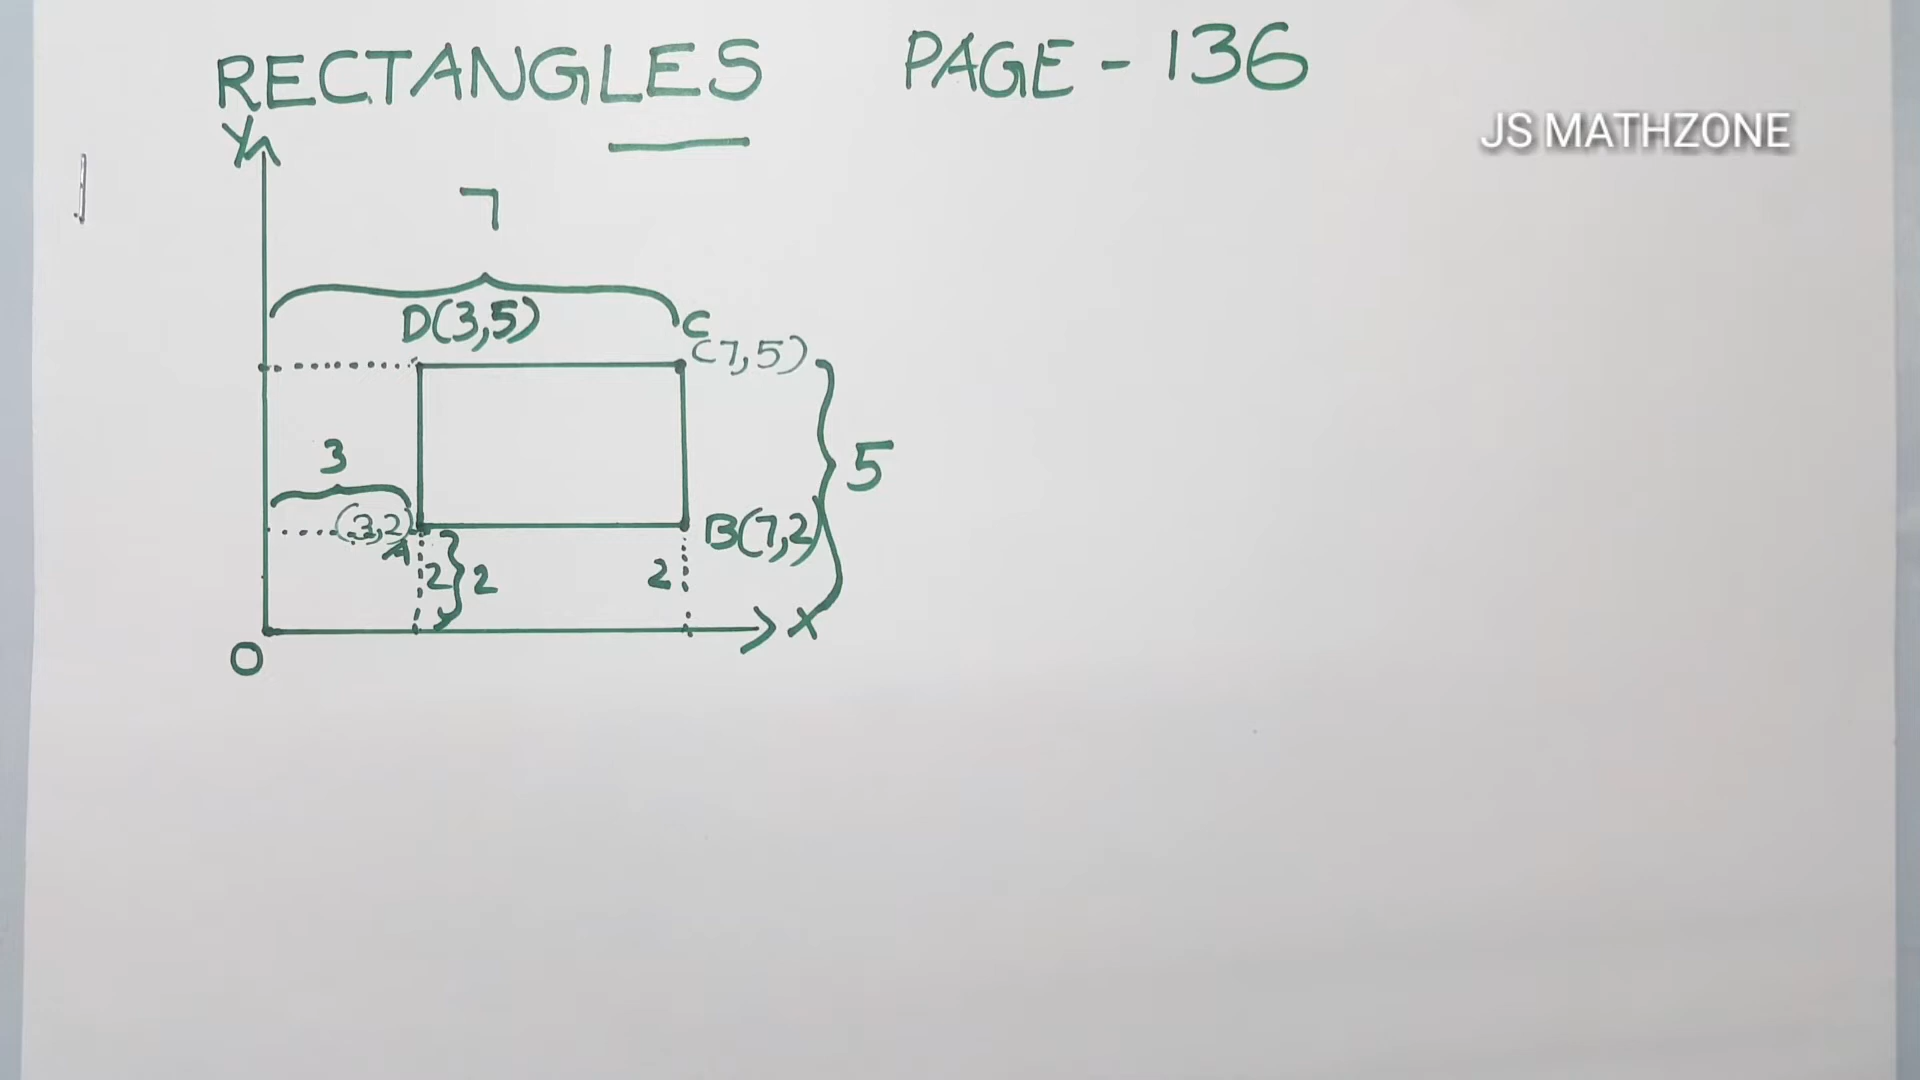 RECTANGLES PAGE - 136
JS MATHZONE
Y
7
D(3,5)
C
(7,5)
3
5
(3,2)
A
B(7,2)
2
2
2
X
O